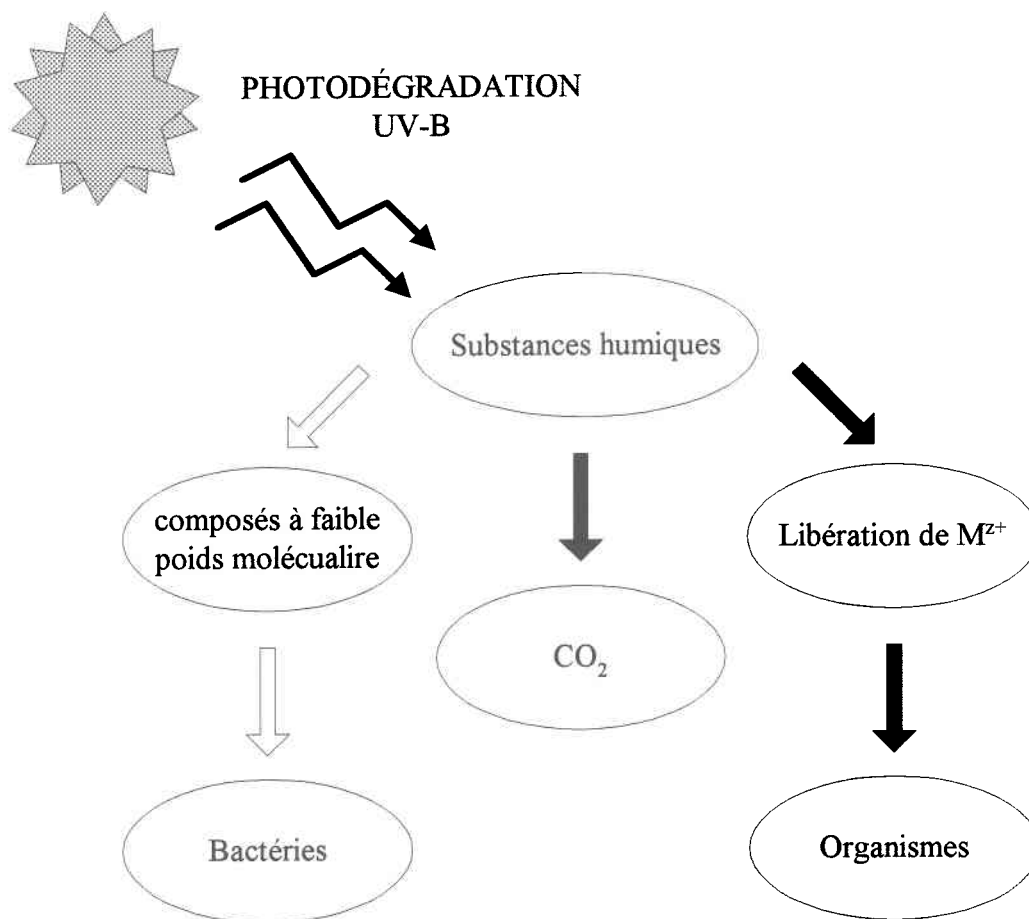 PHOTODÉGRADATION
UV-B
Substances humiques
composés à faible
poids molécualire
Libération de Mᶻ⁺
CO₂
Bactéries
Organismes